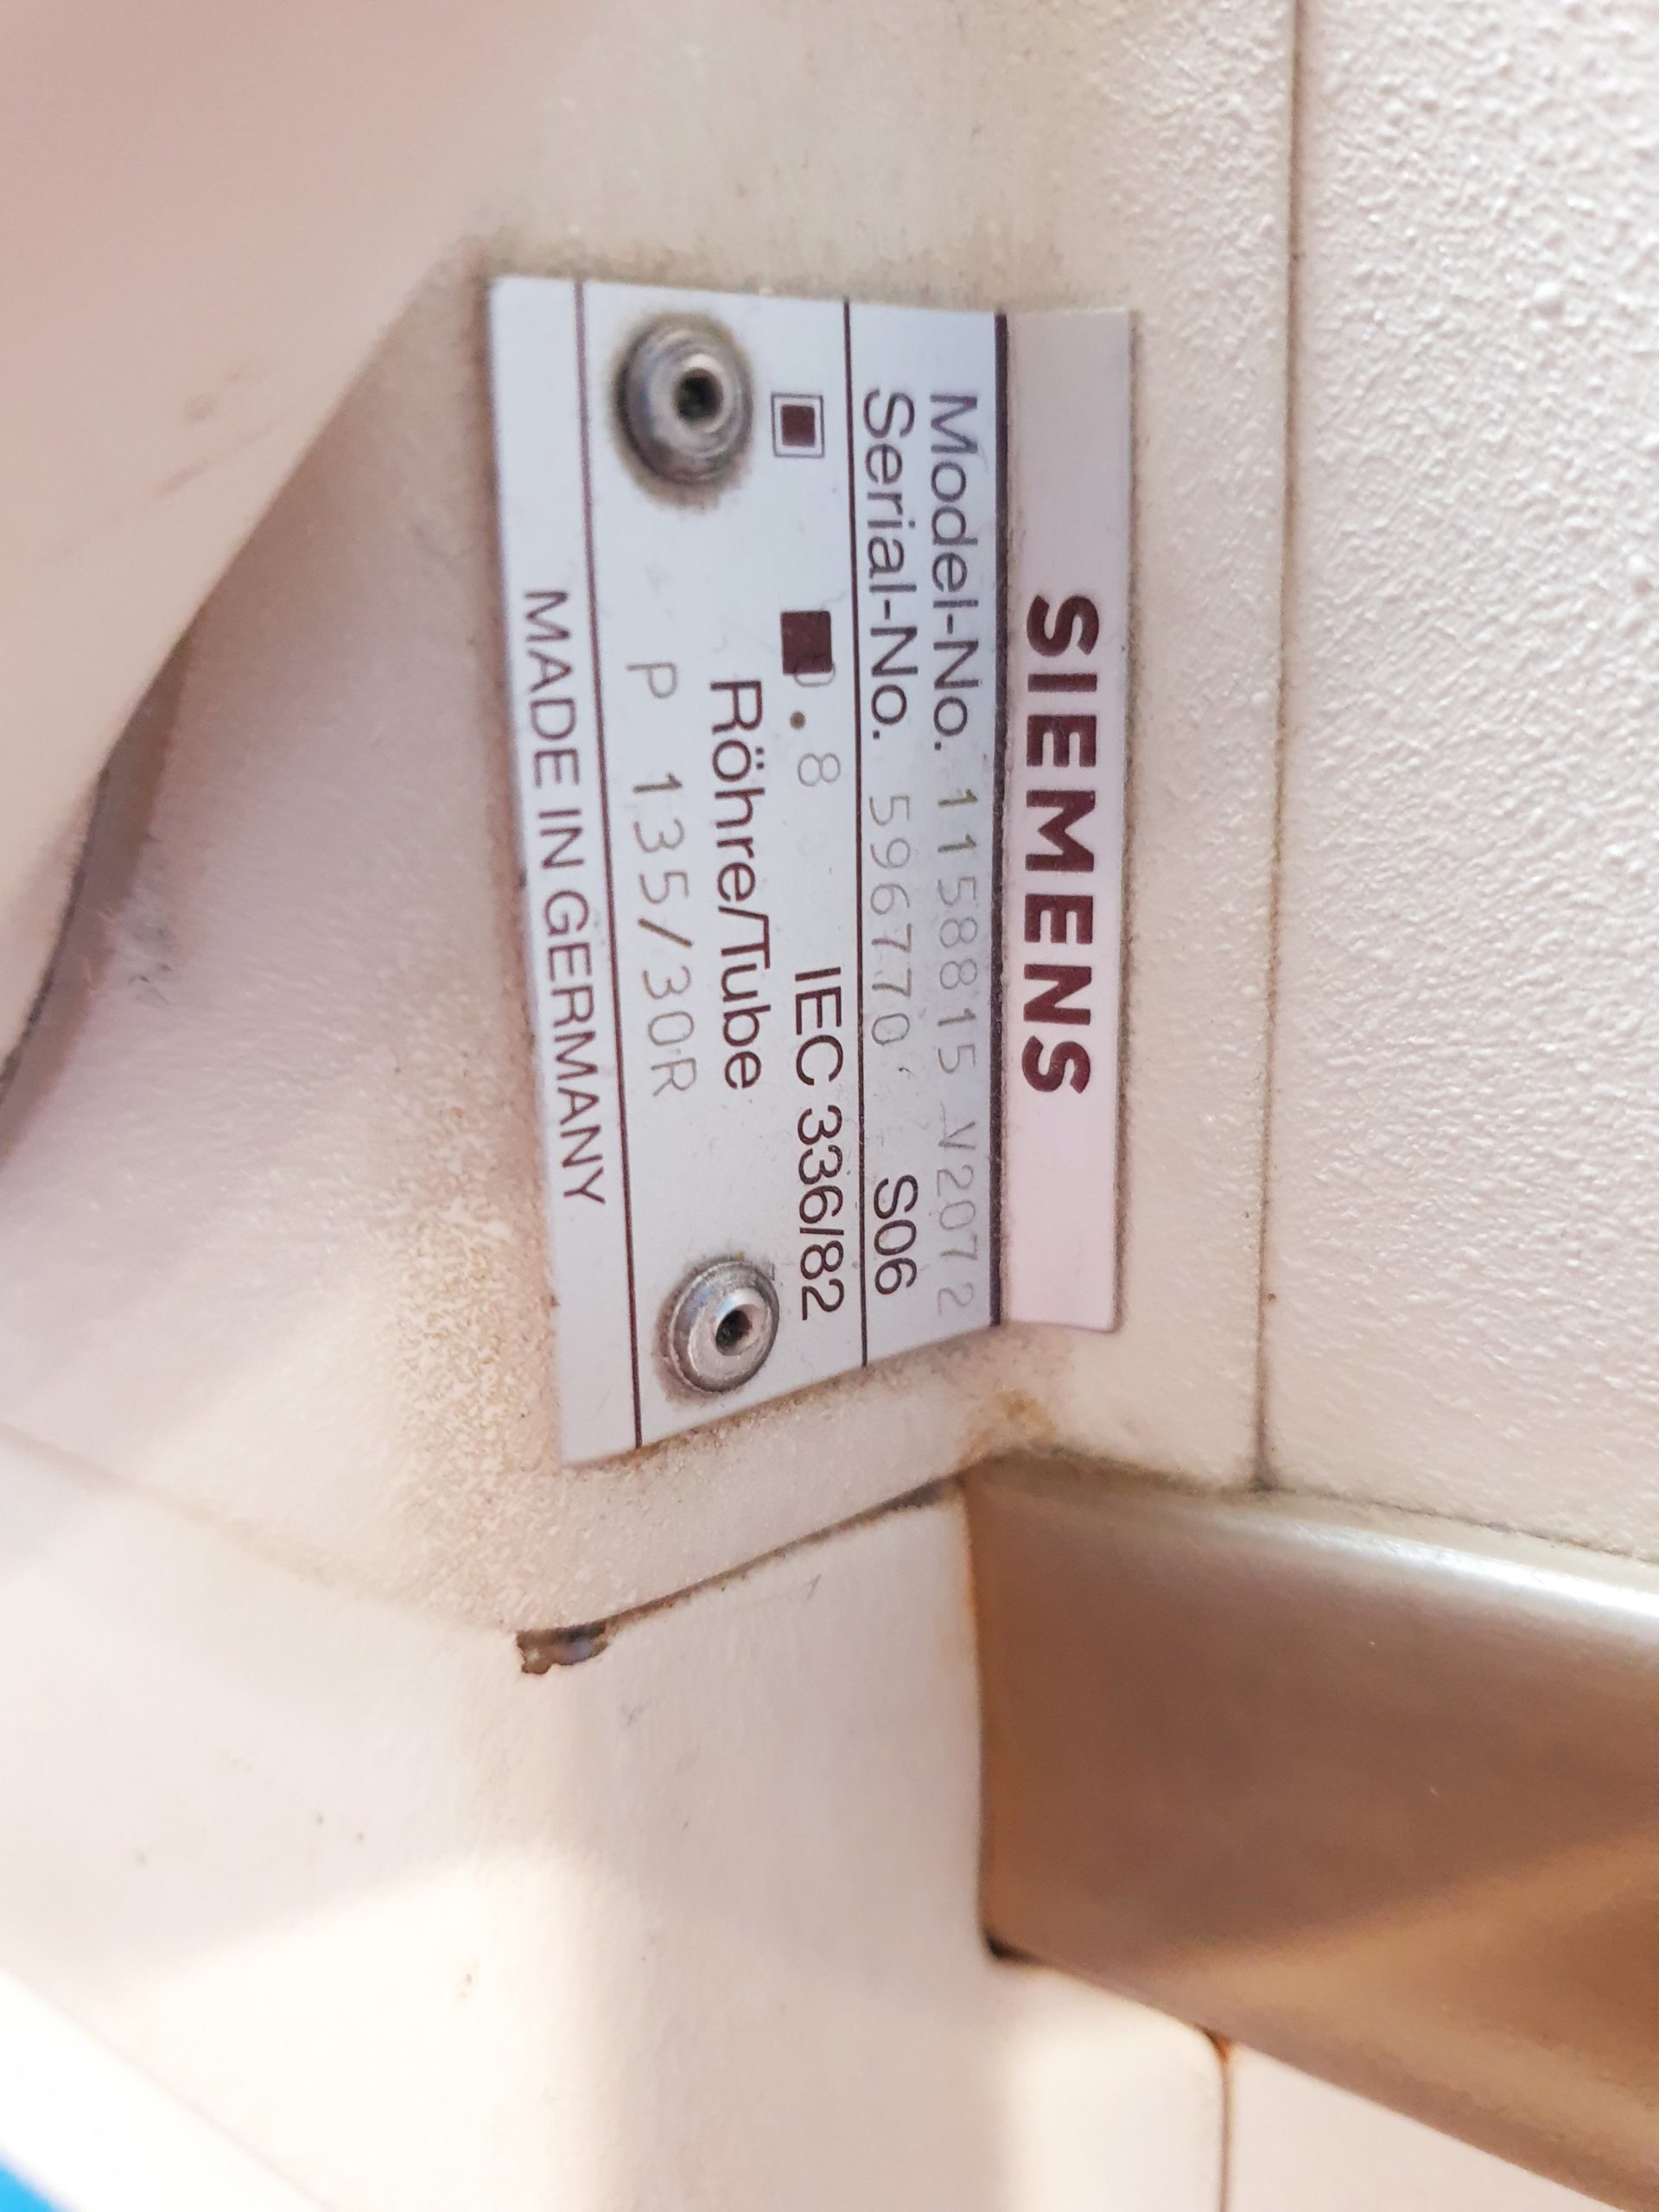 SIEMENS
Model-No. 1158815 V2072
Serial-No. 596770 S06
0.8 IEC 336/82
Röhre/Tube
P 135/30R
MADE IN GERMANY